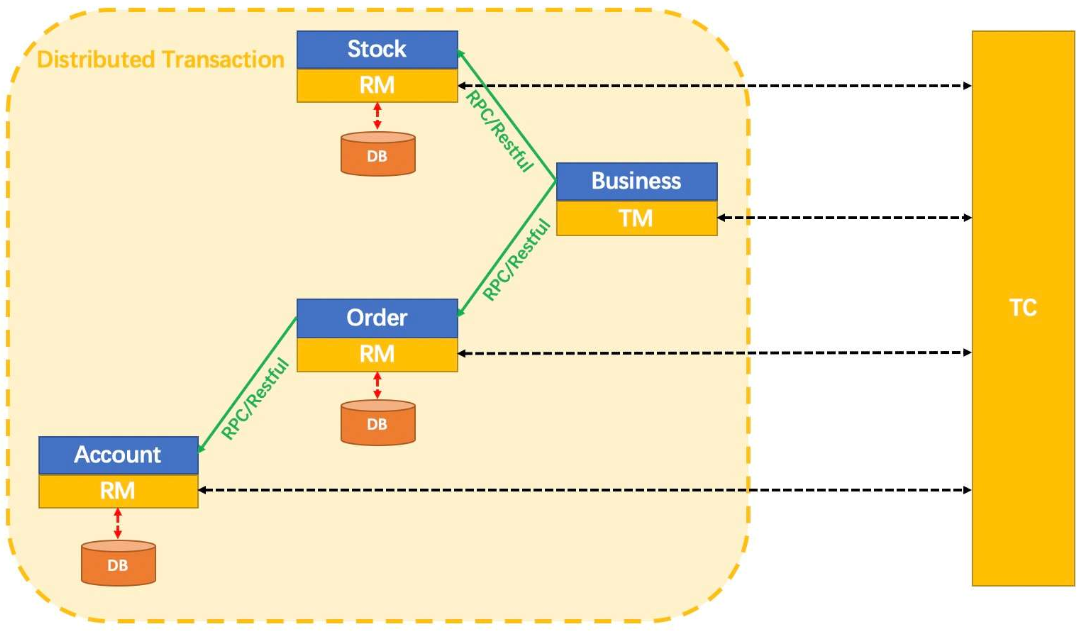 Distributed Transaction
Stock
RM
DB
RPC/Restful
Business
TM
RPC/Restful
Order
RM
DB
RPC/Restful
Account
RM
DB
TC